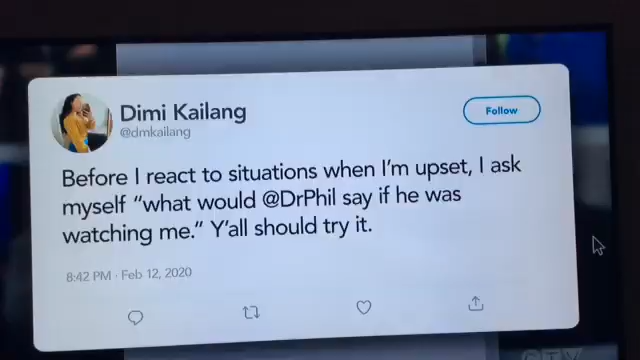 Dimi Kailang
@dmkailang
Follow
Before I react to situations when I'm upset, I ask
myself “what would @DrPhil say if he was
watching me.” Y'all should try it.
8:42 PM · Feb 12, 2020
CTV